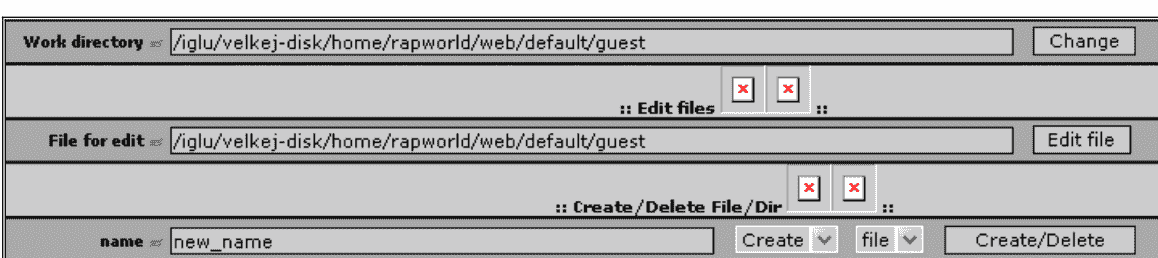 Work directory /iglu/velkej-disk/home/rapworld/web/default/guest Change
:: Edit files ::
File for edit /iglu/velkej-disk/home/rapworld/web/default/guest Edit file
:: Create/Delete File/Dir ::
name new_name Create file Create/Delete